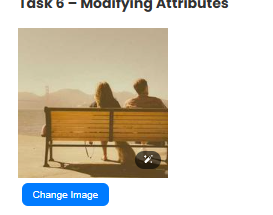 Task 6 – Modifying Attributes
Change Image